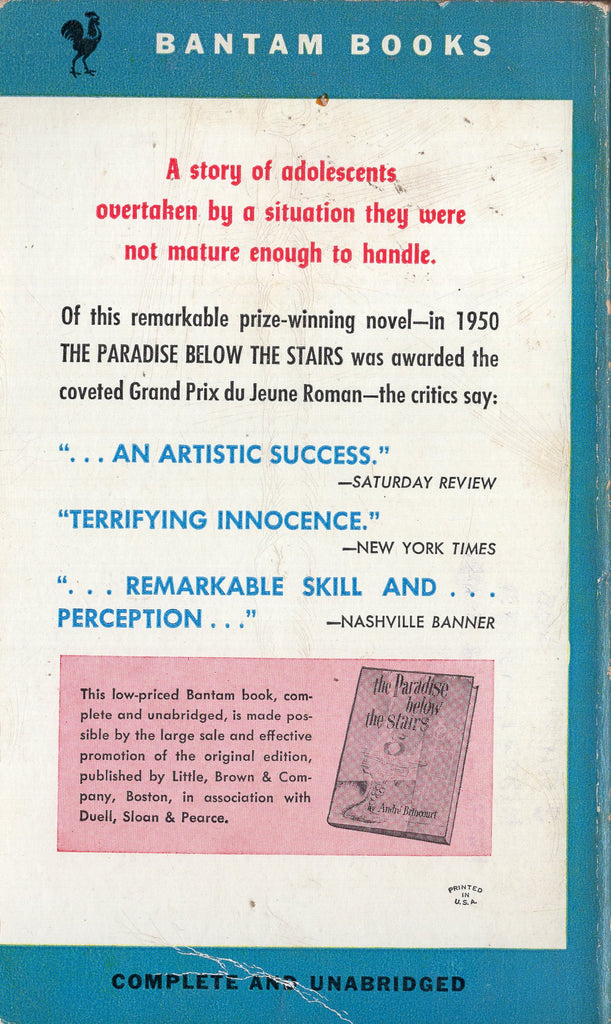 BANTAM BOOKS
A story of adolescents
overtaken by a situation they were
not mature enough to handle.
Of this remarkable prize-winning novel—in 1950
THE PARADISE BELOW THE STAIRS was awarded the
coveted Grand Prix du Jeune Roman—the critics say:
“. . . AN ARTISTIC SUCCESS.”
—SATURDAY REVIEW
“TERRIFYING INNOCENCE.”
—NEW YORK TIMES
“. . . REMARKABLE SKILL AND . . .
PERCEPTION . . .” —NASHVILLE BANNER
This low-priced Bantam book, com-
plete and unabridged, is made pos-
sible by the large sale and effective
promotion of the original edition,
published by Little, Brown & Com-
pany, Boston, in association with
Duell, Sloan & Pearce.
the Paradise
below
the stairs
by André Brincourt
PRINTED
IN
U.S.A.
COMPLETE AND UNABRIDGED